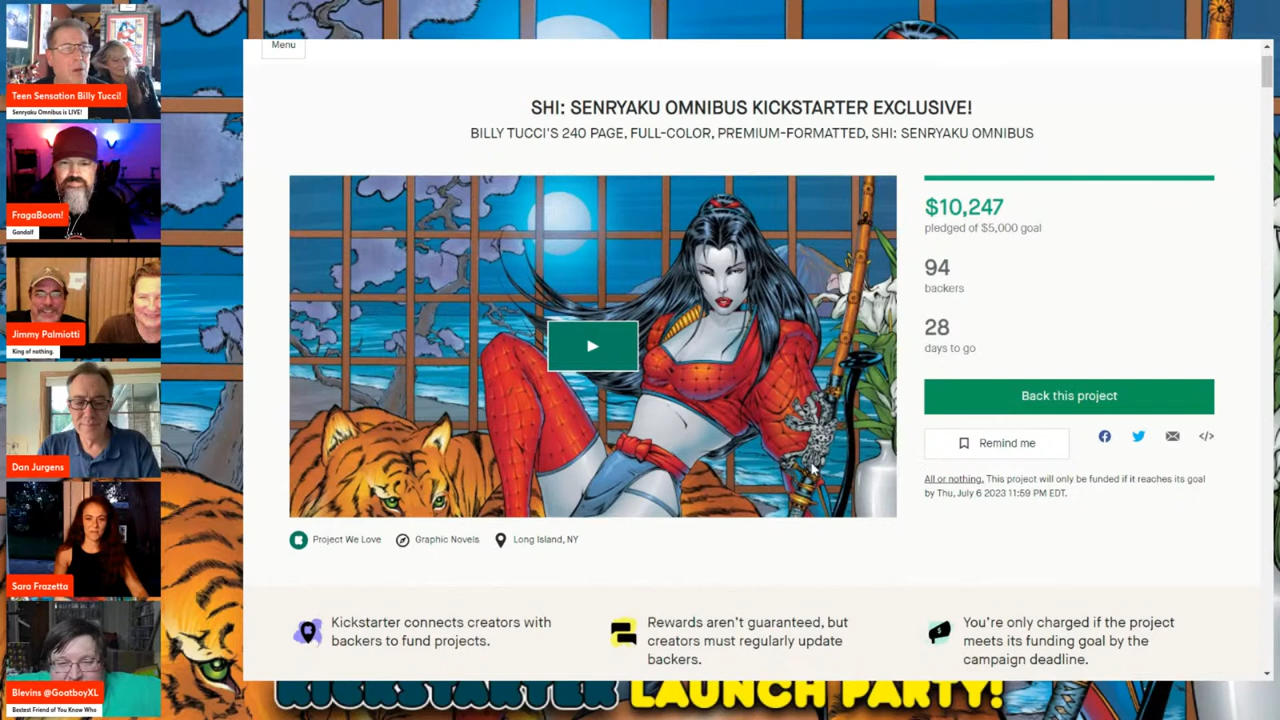 Teen Sensation Billy Tucci!
Senryaku Omnibus is LIVE!
FragaBoom!
Gandalf
Jimmy Palmiotti
King of nothing.
Dan Jurgens
Sara Frazetta
Blevins @GoatboyXL
Bestest Friend of You Know Who
Menu
SHI: SENRYAKU OMNIBUS KICKSTARTER EXCLUSIVE!
BILLY TUCCI'S 240 PAGE, FULL-COLOR, PREMIUM-FORMATTED, SHI: SENRYAKU OMNIBUS
$10,247
pledged of $5,000 goal
94
backers
28
days to go
Back this project
Remind me
All or nothing. This project will only be funded if it reaches its goal
by Thu, July 6 2023 11:59 PM EDT.
Project We Love
Graphic Novels
Long Island, NY
Kickstarter connects creators with
backers to fund projects.
Rewards aren't guaranteed, but
creators must regularly update
backers.
You're only charged if the project
meets its funding goal by the
campaign deadline.
KICKSTARTER LAUNCH PARTY!